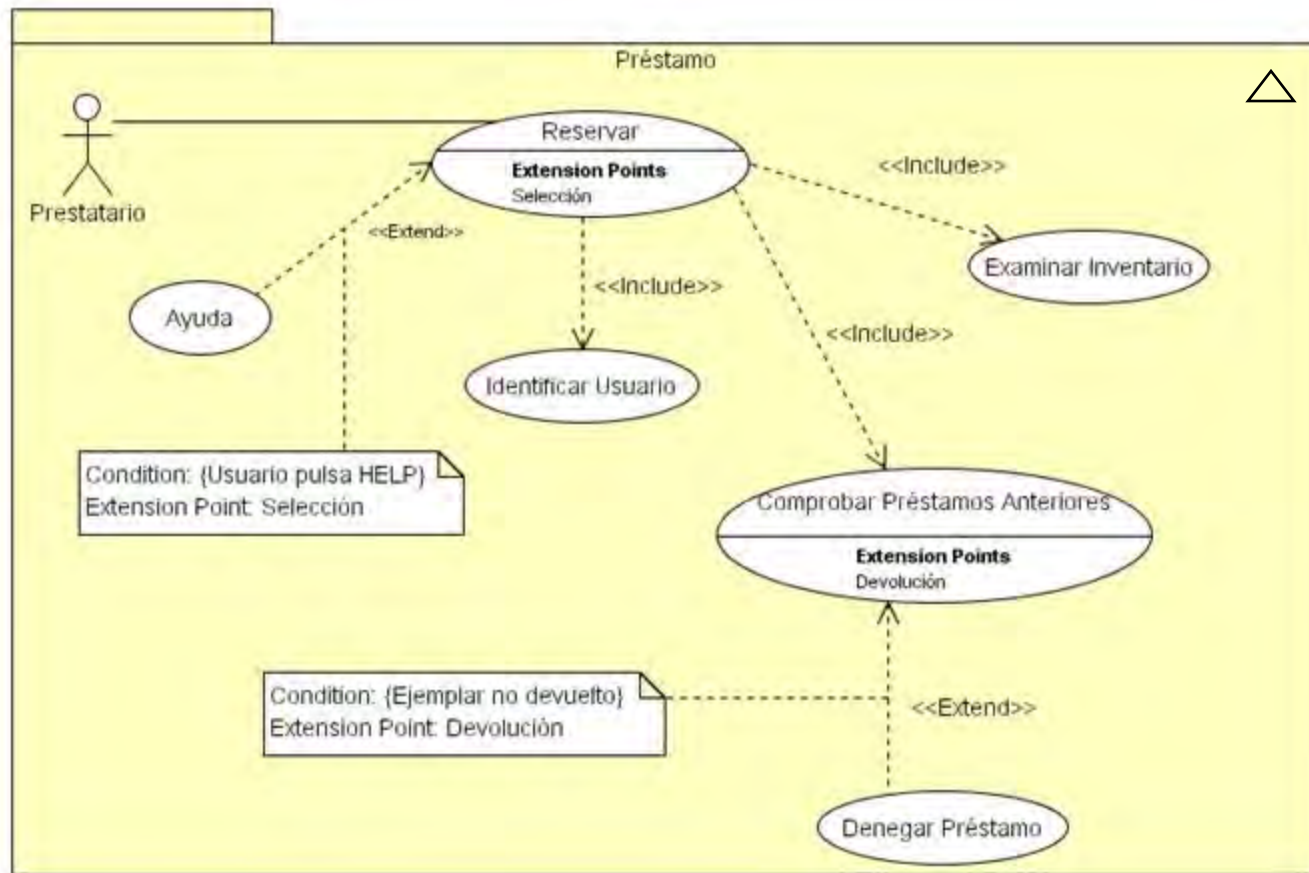 Préstamo
Reservar
Extension Points
Selección
<<Include>>
Prestatario
<<Extend>>
Examinar Inventario
<<Include>>
Ayuda
<<Include>>
Identificar Usuario
Condition: {Usuario pulsa HELP}
Extension Point: Selección
Comprobar Préstamos Anteriores
Extension Points
Devolución
Condition: {Ejemplar no devuelto}
Extension Point: Devolución
<<Extend>>
Denegar Préstamo